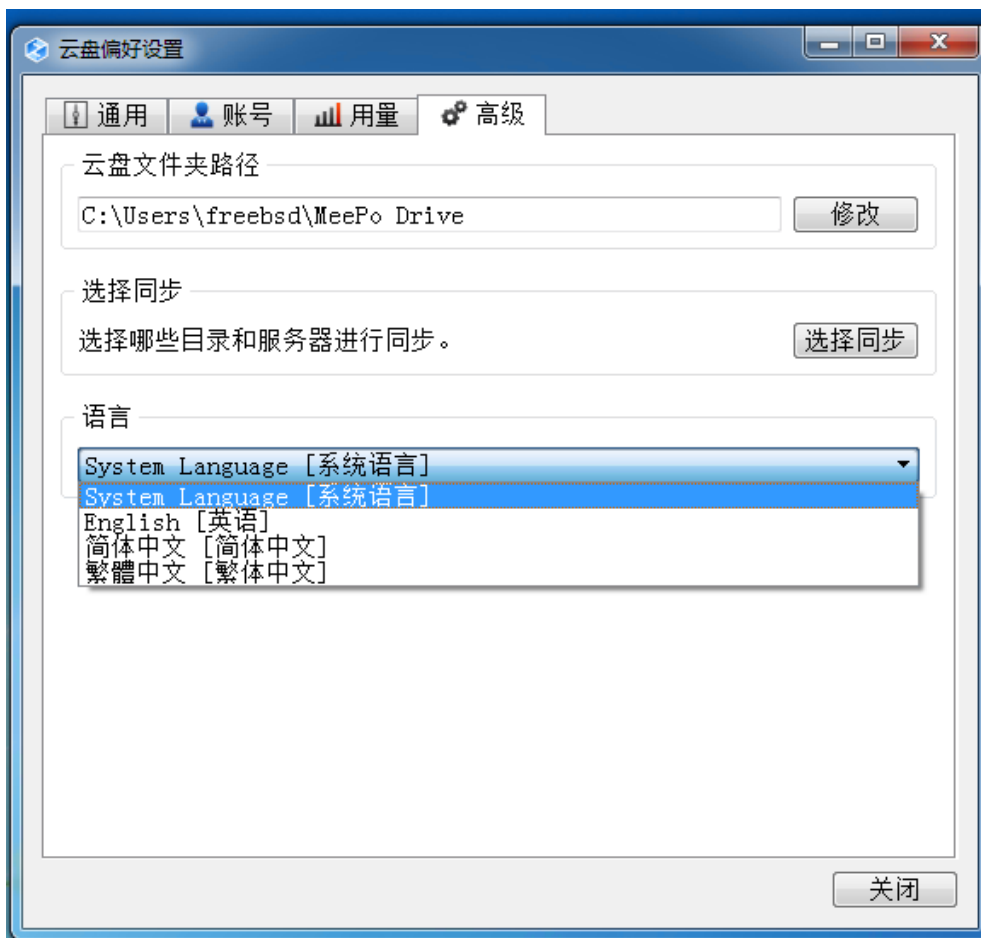 云盘偏好设置
通用 账号 用量 高级
云盘文件夹路径
C:\Users\freebsd\MeePo Drive 修改
选择同步
选择哪些目录和服务器进行同步。 选择同步
语言
System Language [系统语言]
System Language [系统语言]
English [英语]
简体中文 [简体中文]
繁體中文 [繁体中文]
关闭